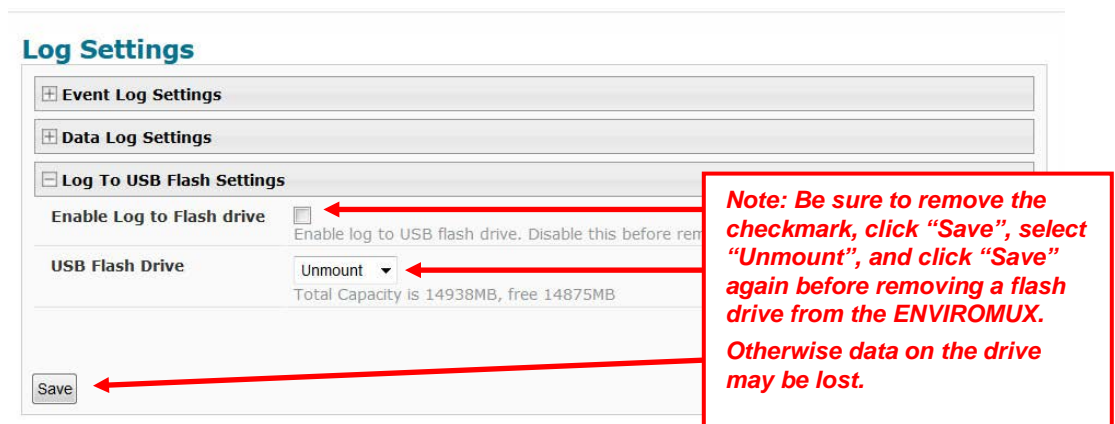 Log Settings
Event Log Settings
Data Log Settings
Log To USB Flash Settings
Enable Log to Flash drive
Enable log to USB flash drive. Disable this before rem
USB Flash Drive
Unmount
Total Capacity is 14938MB, free 14875MB
Save
Note: Be sure to remove the
checkmark, click “Save”, select
“Unmount”, and click “Save”
again before removing a flash
drive from the ENVIROMUX.
Otherwise data on the drive
may be lost.